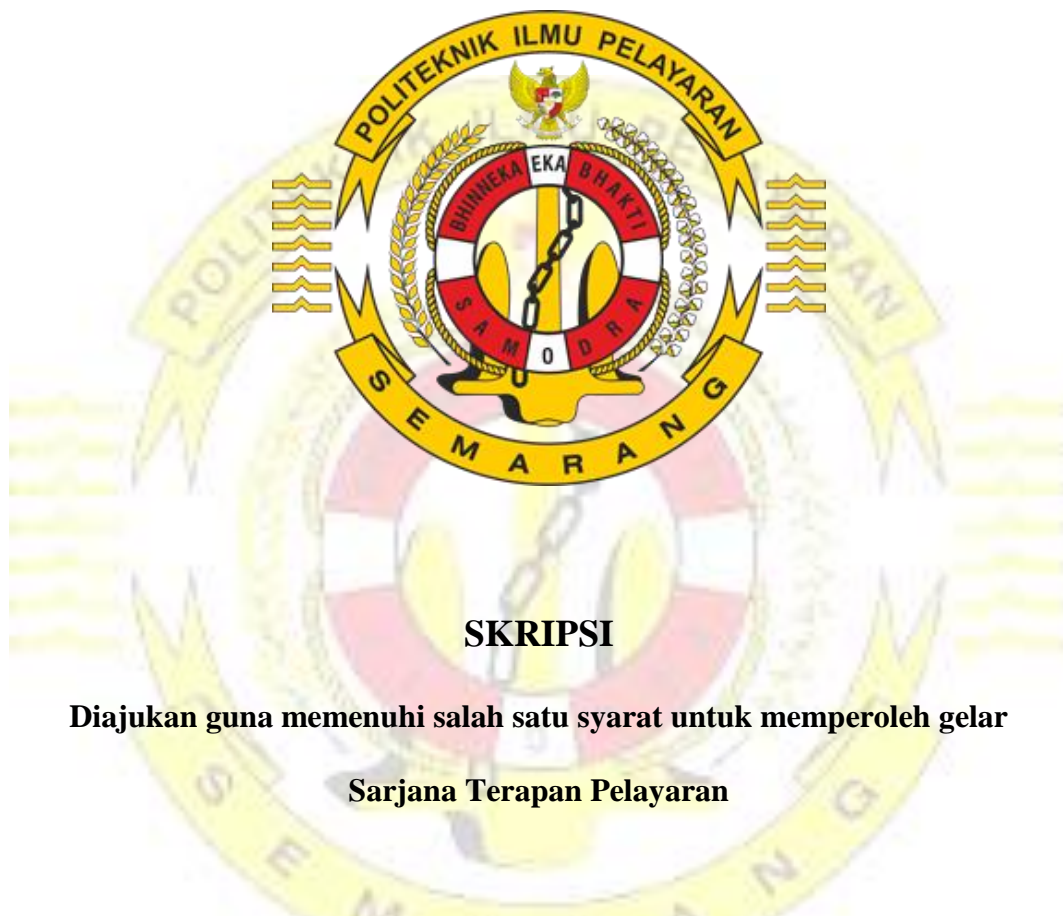 POLITEKNIK ILMU PELAYARAN
BHINNEKA EKA BHAKTI
SAMODRA
SEMARANG
SKRIPSI
Diajukan guna memenuhi salah satu syarat untuk memperoleh gelar
Sarjana Terapan Pelayaran